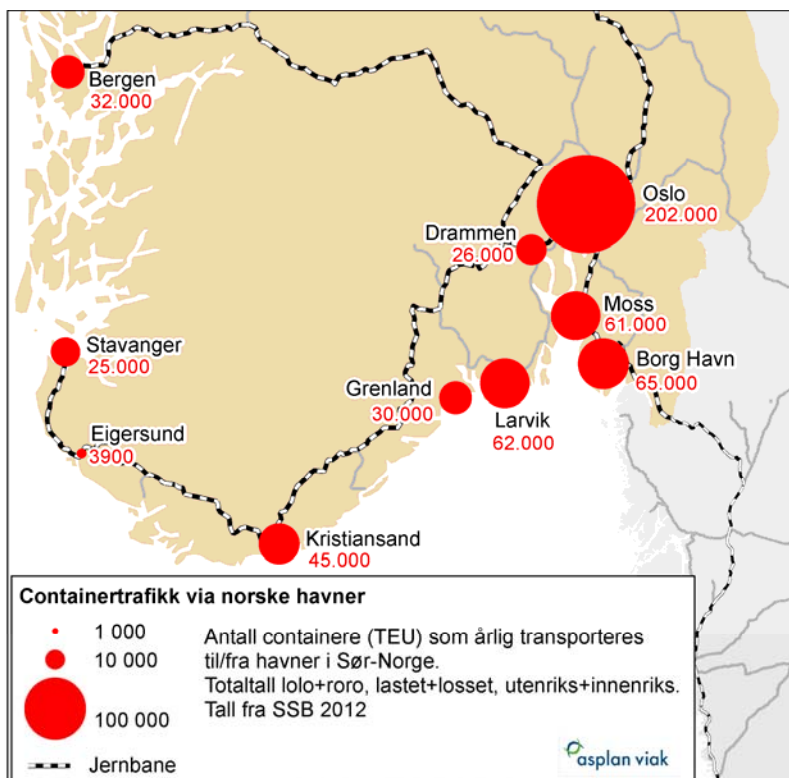 Bergen
32.000
Oslo
202.000
Drammen
26.000
Moss
61.000
Stavanger
25.000
Borg Havn
65.000
Grenland
30.000
Larvik
62.000
Eigersund
3900
Kristiansand
45.000
Containertrafikk via norske havner
1 000
10 000
100 000
Jernbane
Antall containere (TEU) som årlig transporteres
til/fra havner i Sør-Norge.
Totaltall lolo+roro, lastet+losset, utenriks+innenriks.
Tall fra SSB 2012
asplan viak